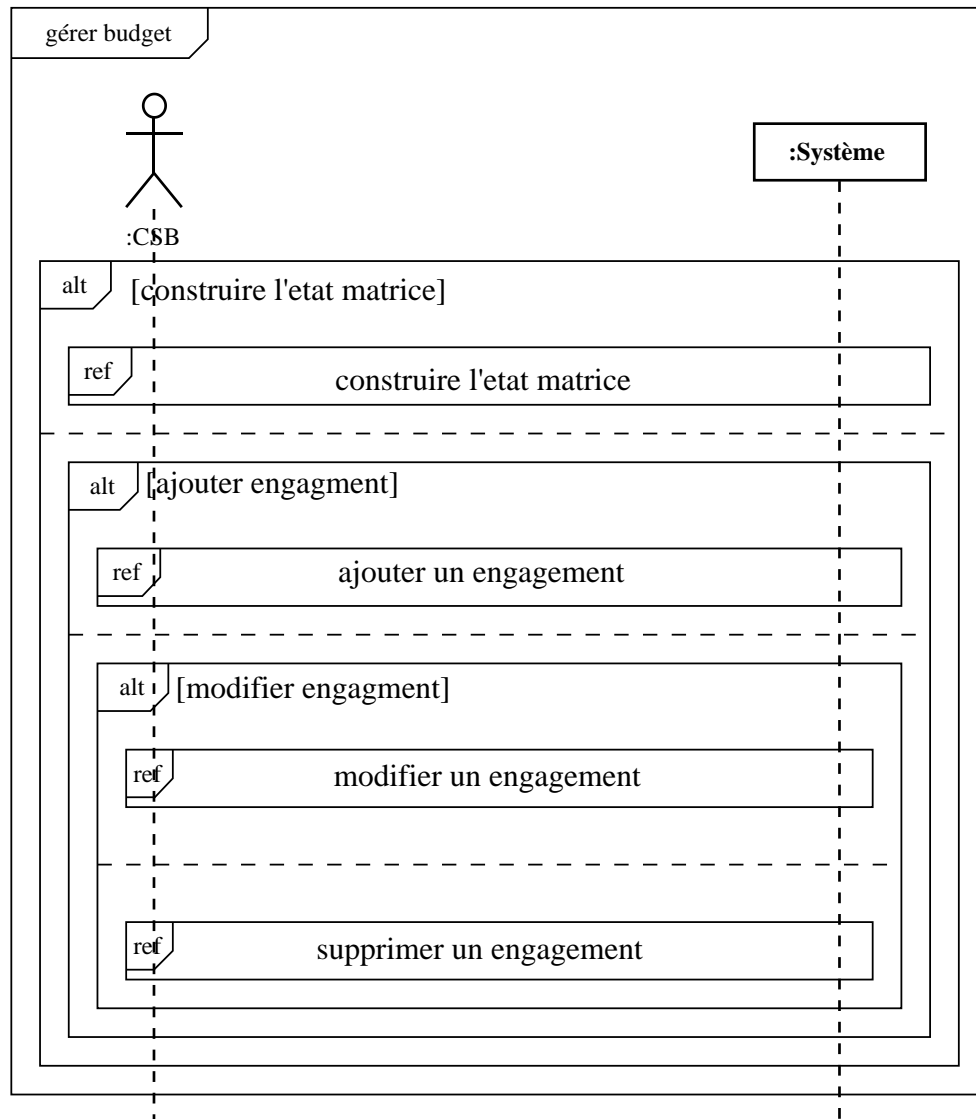 gérer budget
:Système
:CSB
alt [construire l'etat matrice]
ref construire l'etat matrice
alt [ajouter engagment]
ref ajouter un engagement
alt [modifier engagment]
ref modifier un engagement
ref supprimer un engagement